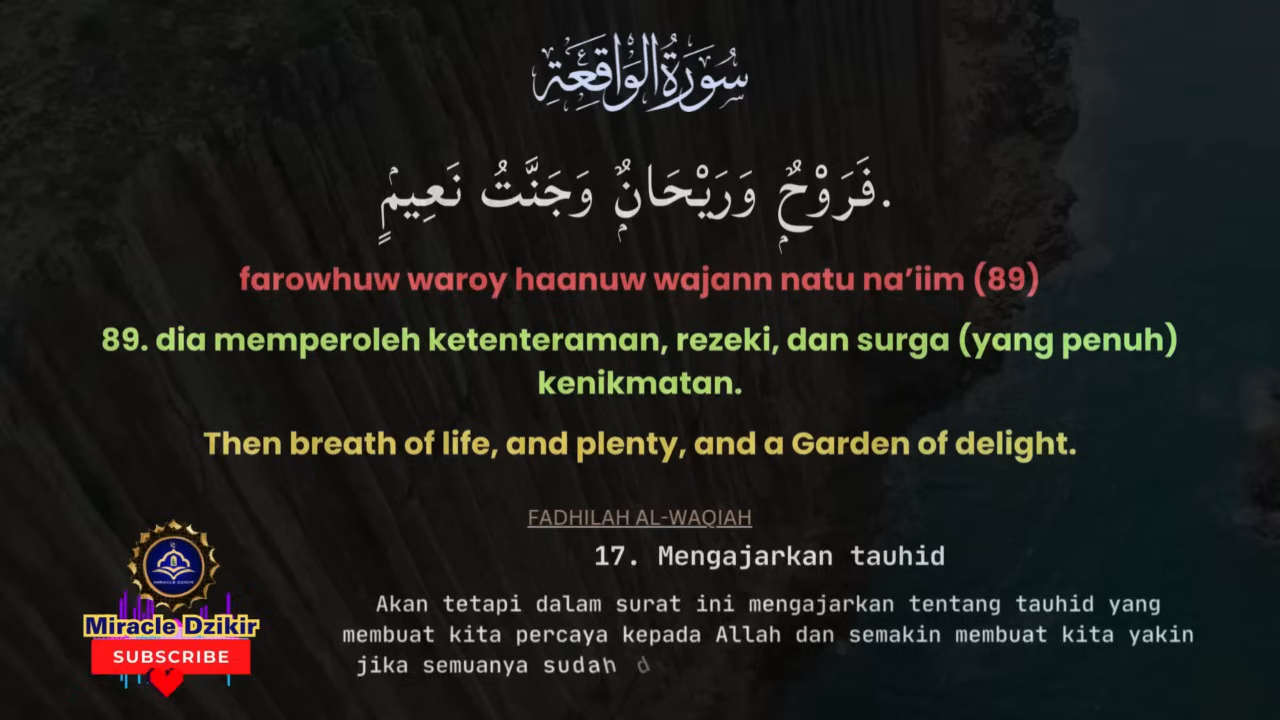 سُورَةُ الْوَاقِعَةِ
فَرَوْحٌ وَرَيْحَانٌ وَجَنَّتُ نَعِيمٍ.
farowhuw waroy haanuw wajann natu na’iim (89)
89. dia memperoleh ketenteraman, rezeki, dan surga (yang penuh)
kenikmatan.
Then breath of life, and plenty, and a Garden of delight.
FADHILAH AL-WAQIAH
17. Mengajarkan tauhid
Akan tetapi dalam surat ini mengajarkan tentang tauhid yang
membuat kita percaya kepada Allah dan semakin membuat kita yakin
jika semuanya sudah d
MIRACLE DZIKIR
Miracle Dzikir
SUBSCRIBE